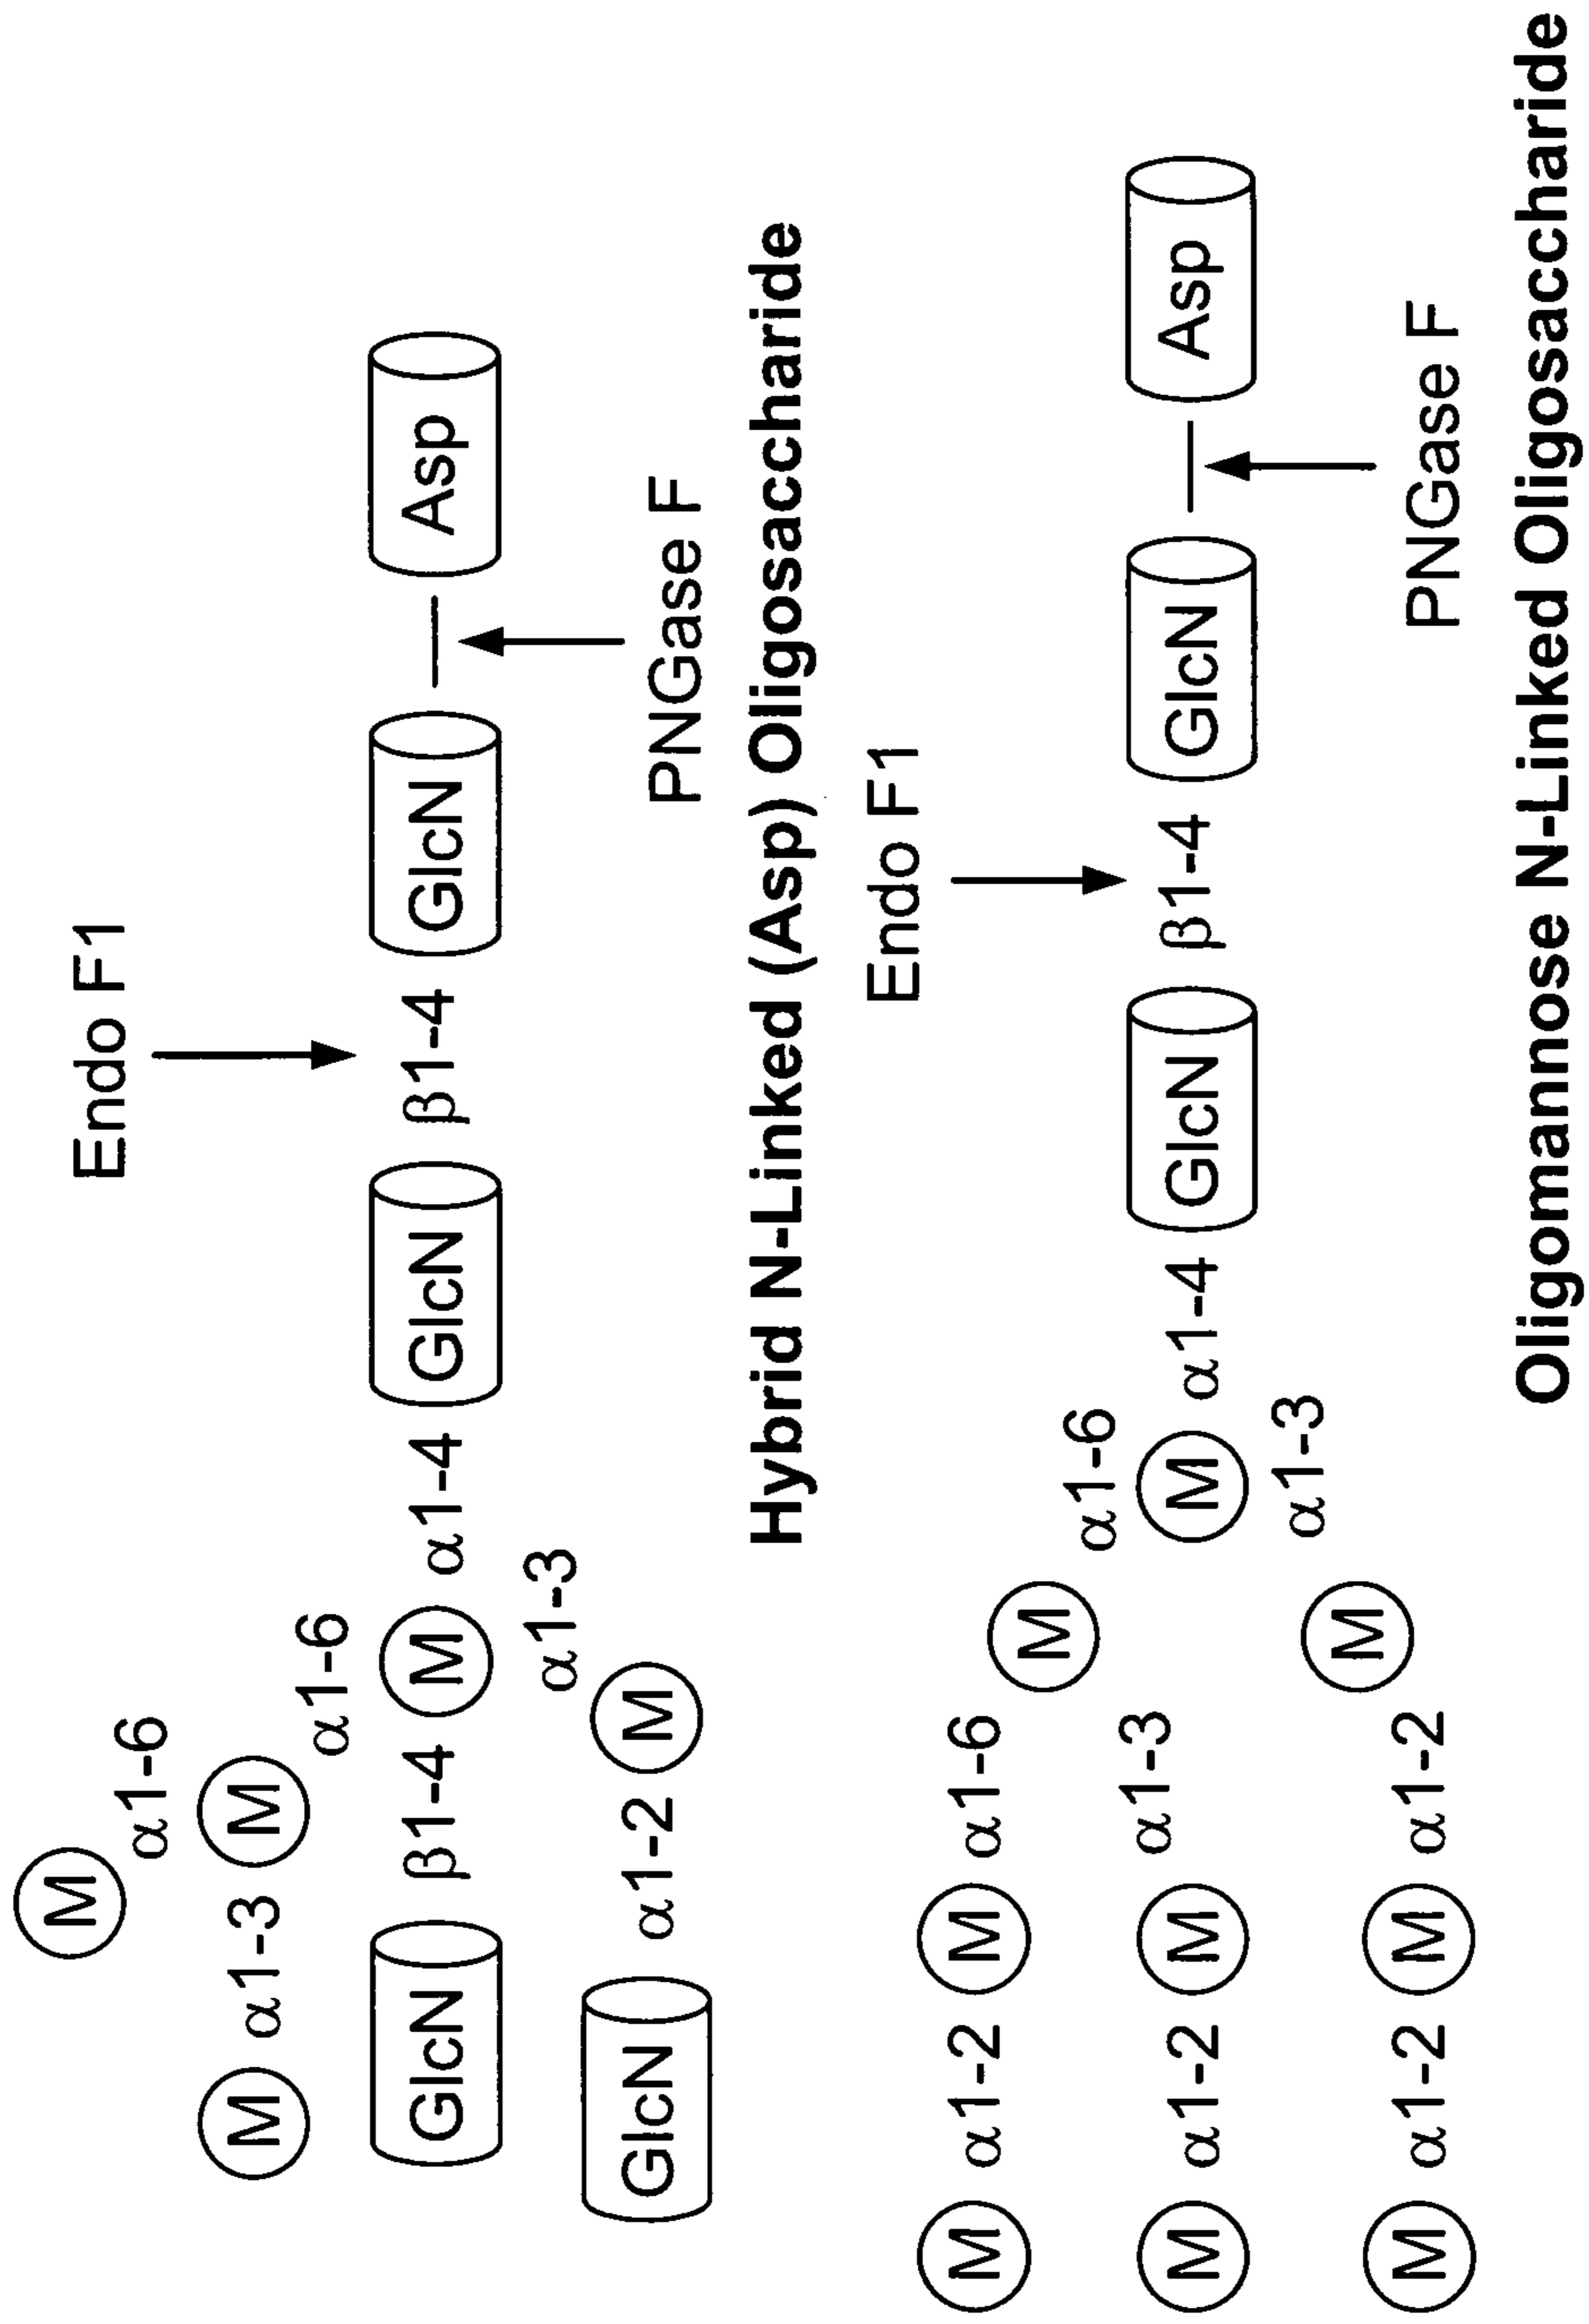 M
Endo F1
α1-6
M α1-3 M
α1-6
GlcN β1-4 M α1-4 GlcN β1-4 GlcN Asp
α1-3
GlcN α1-2 M
PNGase F
Hybrid N-Linked (Asp) Oligosaccharide
Endo F1
M α1-2 M α1-6
M
α1-6
α1-3
M α1-2 M M α1-4 GlcN β1-4 GlcN Asp
α1-3
M
M α1-2 M α1-2
PNGase F
Oligomannose N-Linked Oligosaccharide